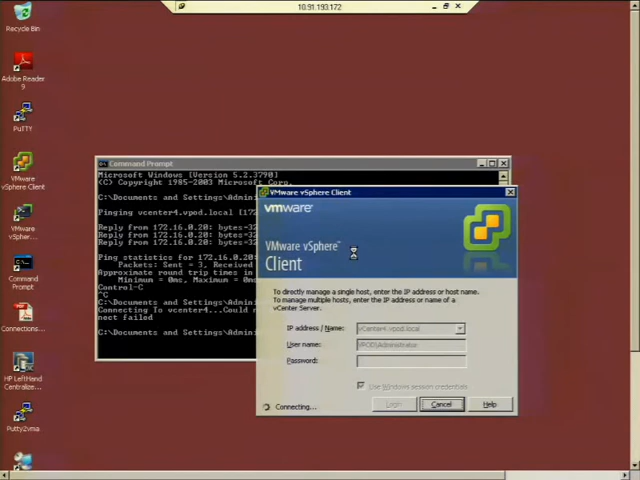 10.91.193.172
Recycle Bin
Adobe Reader
9
PuTTY
VMware
vSphere Client
VMware
vSpher...
Command
Prompt
Connections...
HP LeftHand
Centralize...
Putty2vma
Command Prompt
Microsoft Windows [Version 5.2.3790]
(C) Copyright 1985-2003 Microsoft Corp.
C:\Documents and Settings\Admini
Pinging vcenter4.vpod.local [172
Reply from 172.16.0.20: bytes=32
Reply from 172.16.0.20: bytes=32
Reply from 172.16.0.20: bytes=32
Ping statistics for 172.16.0.20:
Packets: Sent = 3, Received
Approximate round trip times in
Minimum = 0ms, Maximum = 0ms
Control-C
^C
C:\Documents and Settings\Admini
Connecting To vcenter4...Could n
nect failed
C:\Documents and Settings\Admini
VMware vSphere Client
vmware
VMware vSphere™
Client
To directly manage a single host, enter the IP address or host name.
To manage multiple hosts, enter the IP address or name of a
vCenter Server.
IP address / Name: vCenter4.vpod.local
User name: VPOD\Administrator
Password:
Use Windows session credentials
Connecting...
Login
Cancel
Help